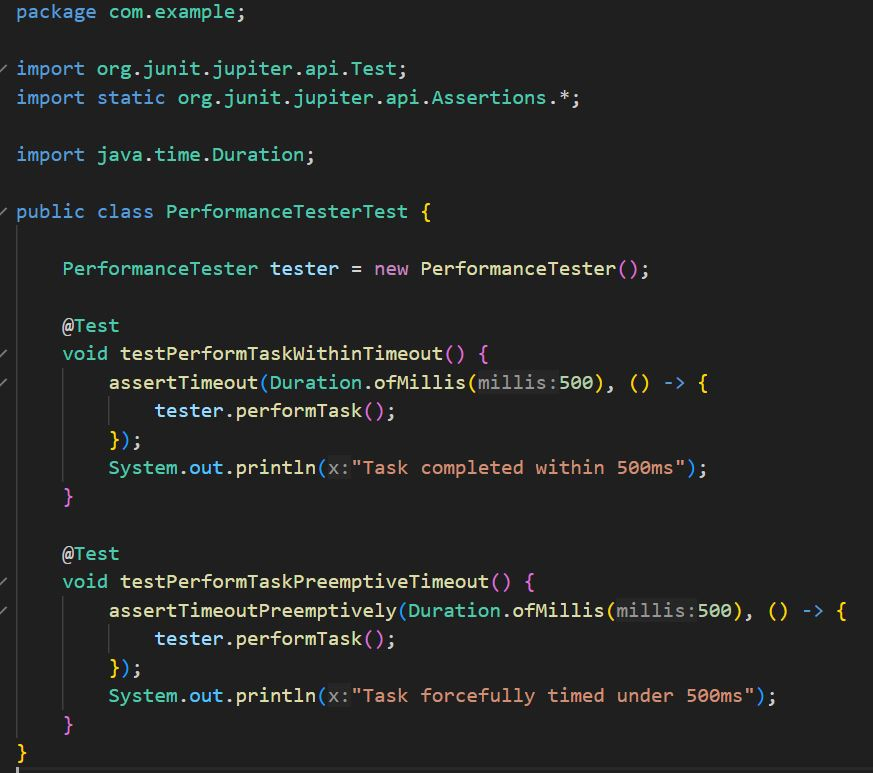 package com.example;
import org.junit.jupiter.api.Test;
import static org.junit.jupiter.api.Assertions.*;
import java.time.Duration;
public class PerformanceTesterTest {
PerformanceTester tester = new PerformanceTester();
@Test
void testPerformTaskWithinTimeout() {
assertTimeout(Duration.ofMillis(millis:500), () -> {
tester.performTask();
});
System.out.println(x:"Task completed within 500ms");
}
@Test
void testPerformTaskPreemptiveTimeout() {
assertTimeoutPreemptively(Duration.ofMillis(millis:500), () -> {
tester.performTask();
});
System.out.println(x:"Task forcefully timed under 500ms");
}
}